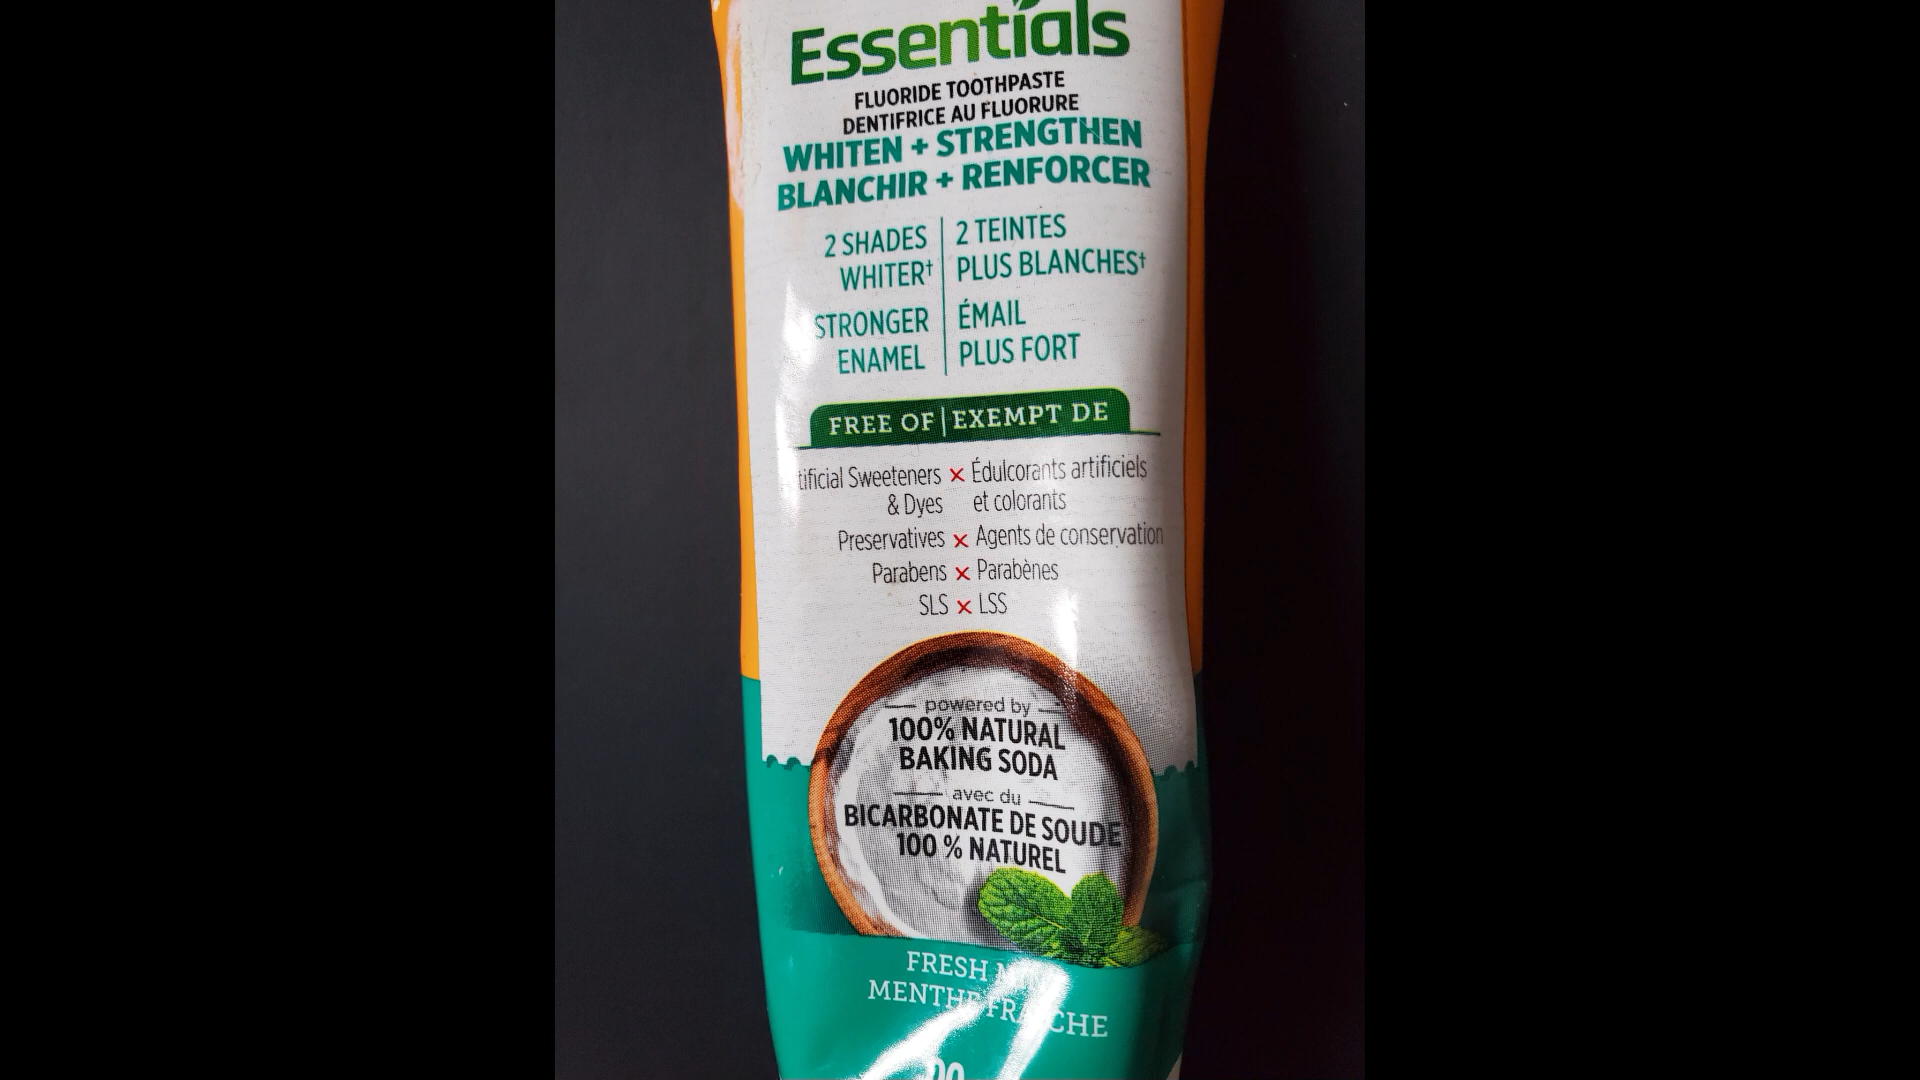 Essentials
FLUORIDE TOOTHPASTE
DENTIFRICE AU FLUORURE
WHITEN + STRENGTHEN
BLANCHIR + RENFORCER
2 SHADES
WHITER†
STRONGER
ENAMEL
2 TEINTES
PLUS BLANCHES†
ÉMAIL
PLUS FORT
FREE OF | EXEMPT DE
tificial Sweeteners × Édulcorants artificiels
& Dyes et colorants
Preservatives × Agents de conservation
Parabens × Parabènes
SLS × LSS
powered by
100% NATURAL
BAKING SODA
avec du
BICARBONATE DE SOUDE
100 % NATUREL
FRESH
MENTHE FRAÎCHE